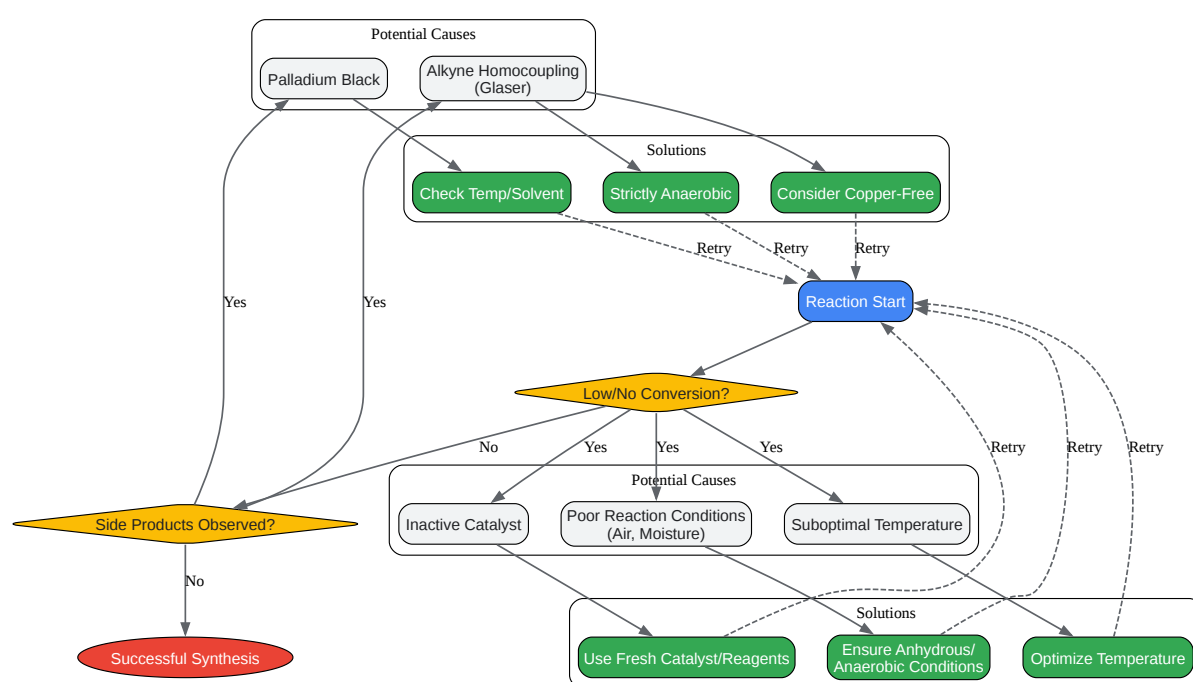 Potential Causes
Palladium Black
Alkyne Homocoupling
(Glaser)
Solutions
Check Temp/Solvent
Strictly Anaerobic
Consider Copper-Free
Retry
Retry
Retry
Reaction Start
Yes
Yes
Low/No Conversion?
No
Yes
Yes
Yes
Retry
Retry
Retry
Potential Causes
Side Products Observed?
Inactive Catalyst
Poor Reaction Conditions
(Air, Moisture)
Suboptimal Temperature
No
Solutions
Successful Synthesis
Use Fresh Catalyst/Reagents
Ensure Anhydrous/
Anaerobic Conditions
Optimize Temperature